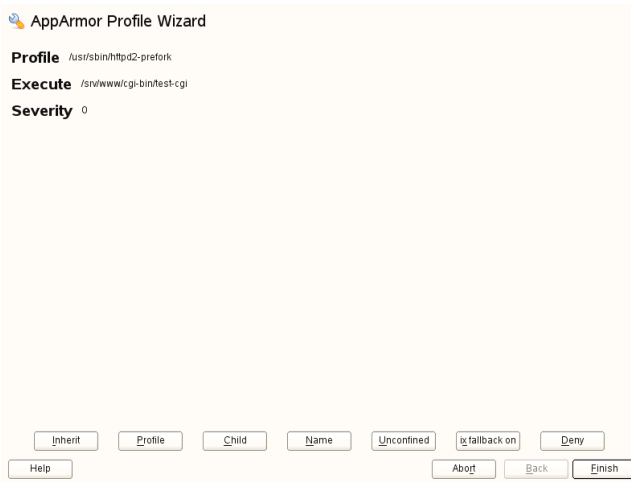 AppArmor Profile Wizard
Profile /usr/sbin/httpd2-prefork
Execute /srv/www/cgi-bin/test-cgi
Severity 0
Inherit Profile Child Name Unconfined ix fallback on Deny
Help Abort Back Finish